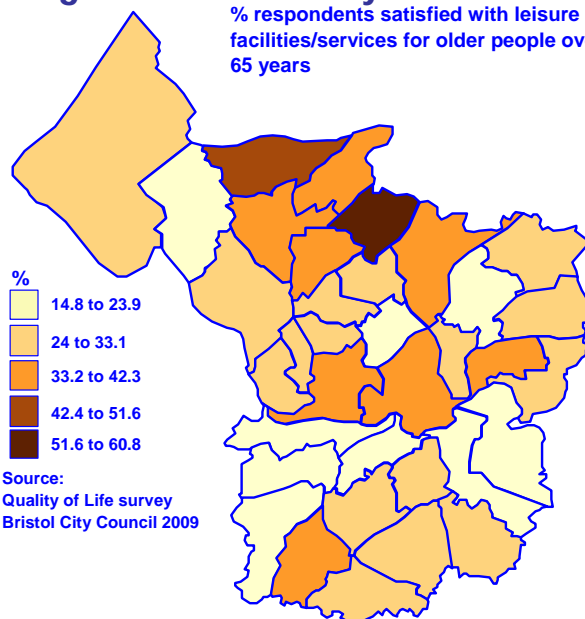 % respondents satisfied with leisure
facilities/services for older people ov
65 years
%
14.8 to 23.9
24 to 33.1
33.2 to 42.3
42.4 to 51.6
51.6 to 60.8
Source:
Quality of Life survey
Bristol City Council 2009